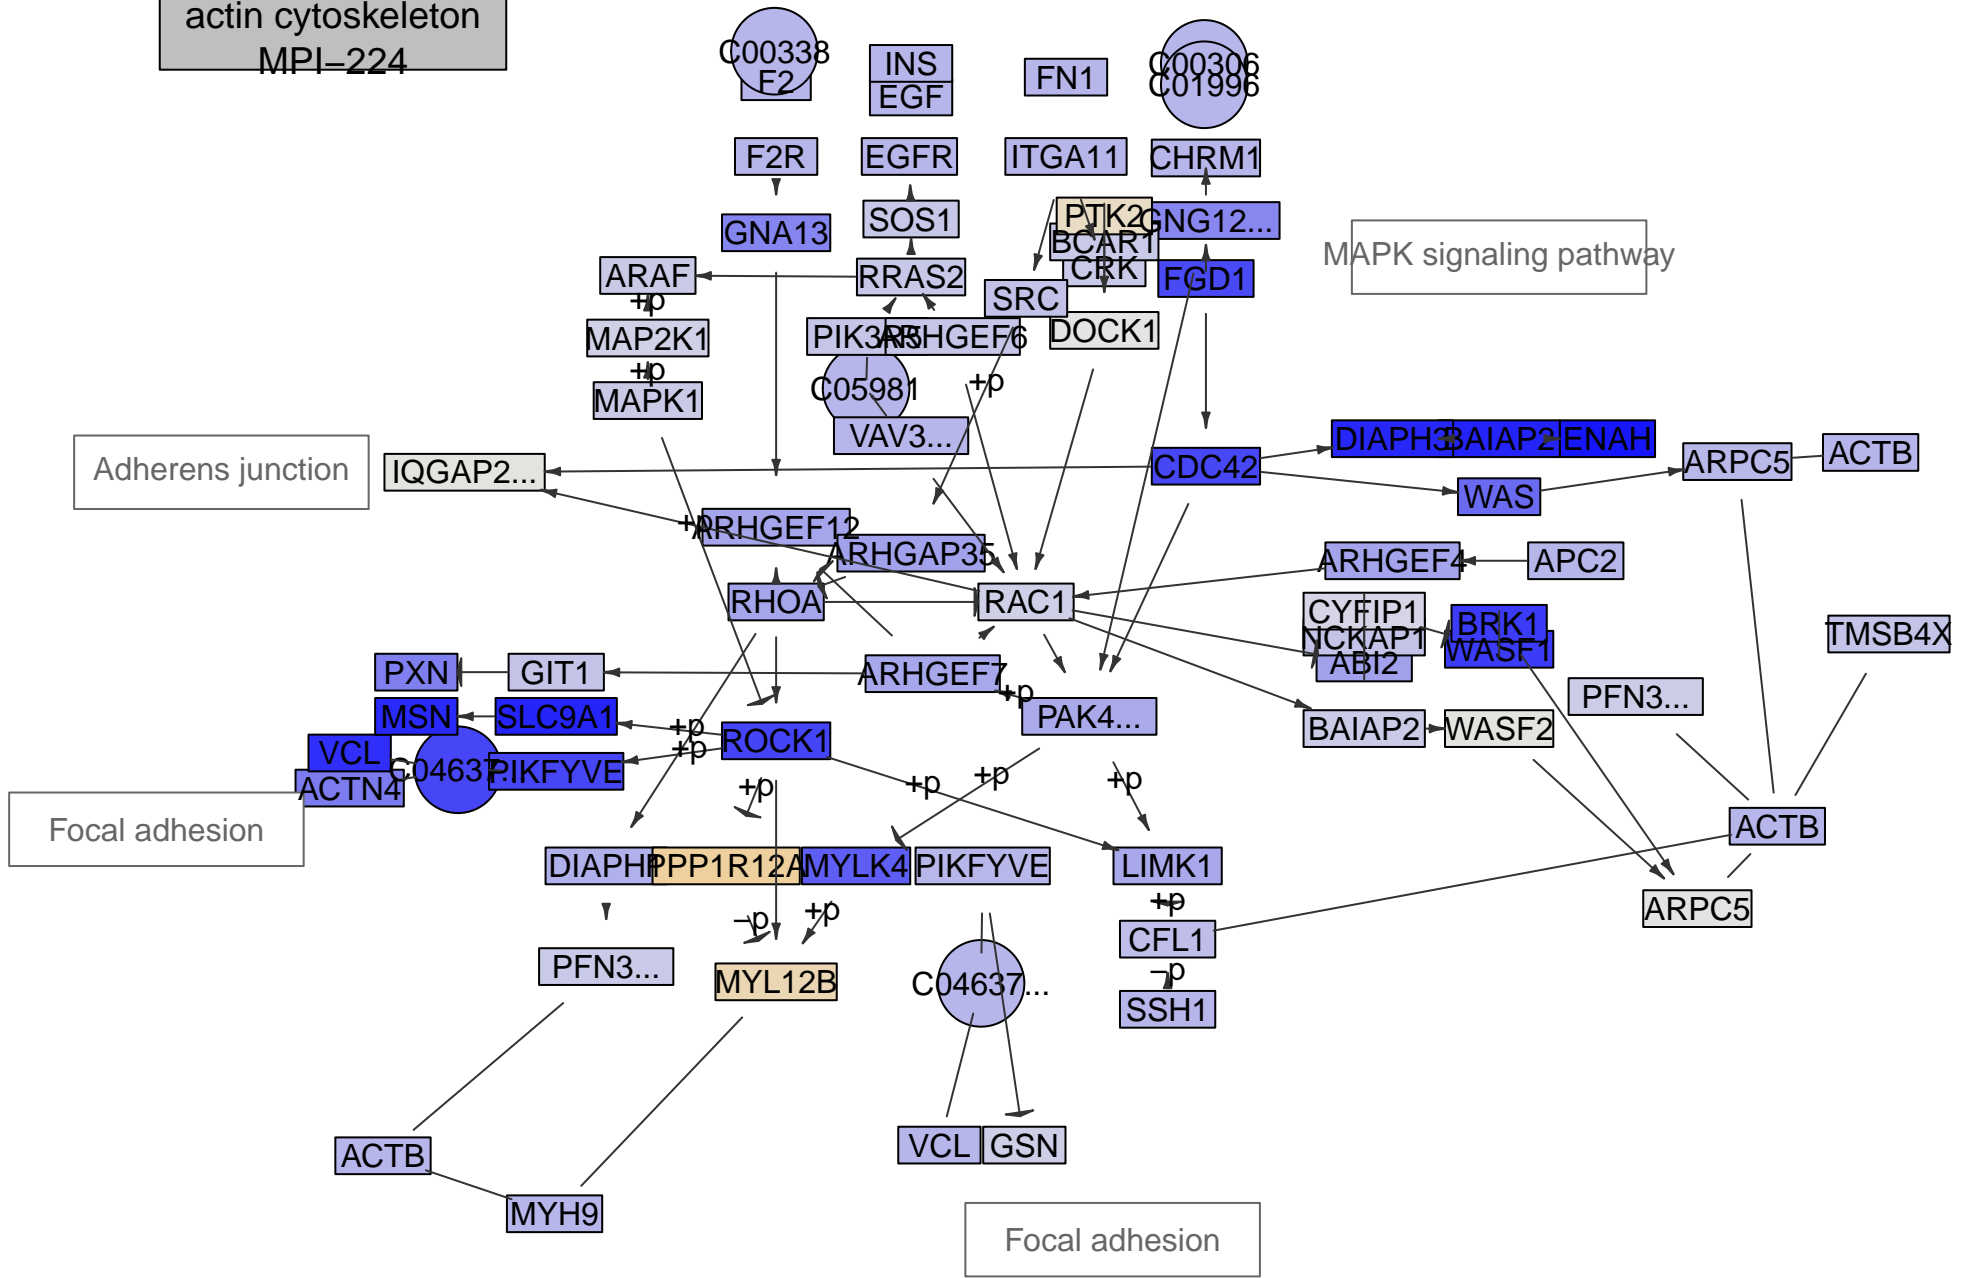 actin cytoskeleton
MPI−224
C00338
F2
INS
EGF
FN1
C00306
C01996
F2R
EGFR
ITGA11
CHRM1
GNA13
SOS1
PTK2
GNG12...
BCAR1
CRK
MAPK signaling pathway
ARAF
RRAS2
SRC
FGD1
+p
MAP2K1
ARHGEF6
DOCK1
+p
MAPK1
C05981
+p
VAV3...
Adherens junction
IQGAP2...
CDC42
DIAPH3
BAIAP2
ENAH
ARPC5
ACTB
WAS
+p
ARHGEF12
ARHGAP35
ARHGEF4
APC2
RHOA
RAC1
CYFIP1
NCKAP1
ABI2
BRK1
WASF1
TMSB4X
PXN
GIT1
ARHGEF7
+p
PAK4...
PFN3...
MSN
SLC9A1
+p
ROCK1
BAIAP2
WASF2
VCL
+p
C04637...
PIKFYVE
ACTN4
+p
+p
+p
+p
Focal adhesion
ACTB
PPP1R12A
MYLK4
PIKFYVE
LIMK1
−p
+p
+p
ARPC5
CFL1
PFN3...
MYL12B
C04637...
−p
SSH1
ACTB
VCL
GSN
MYH9
Focal adhesion